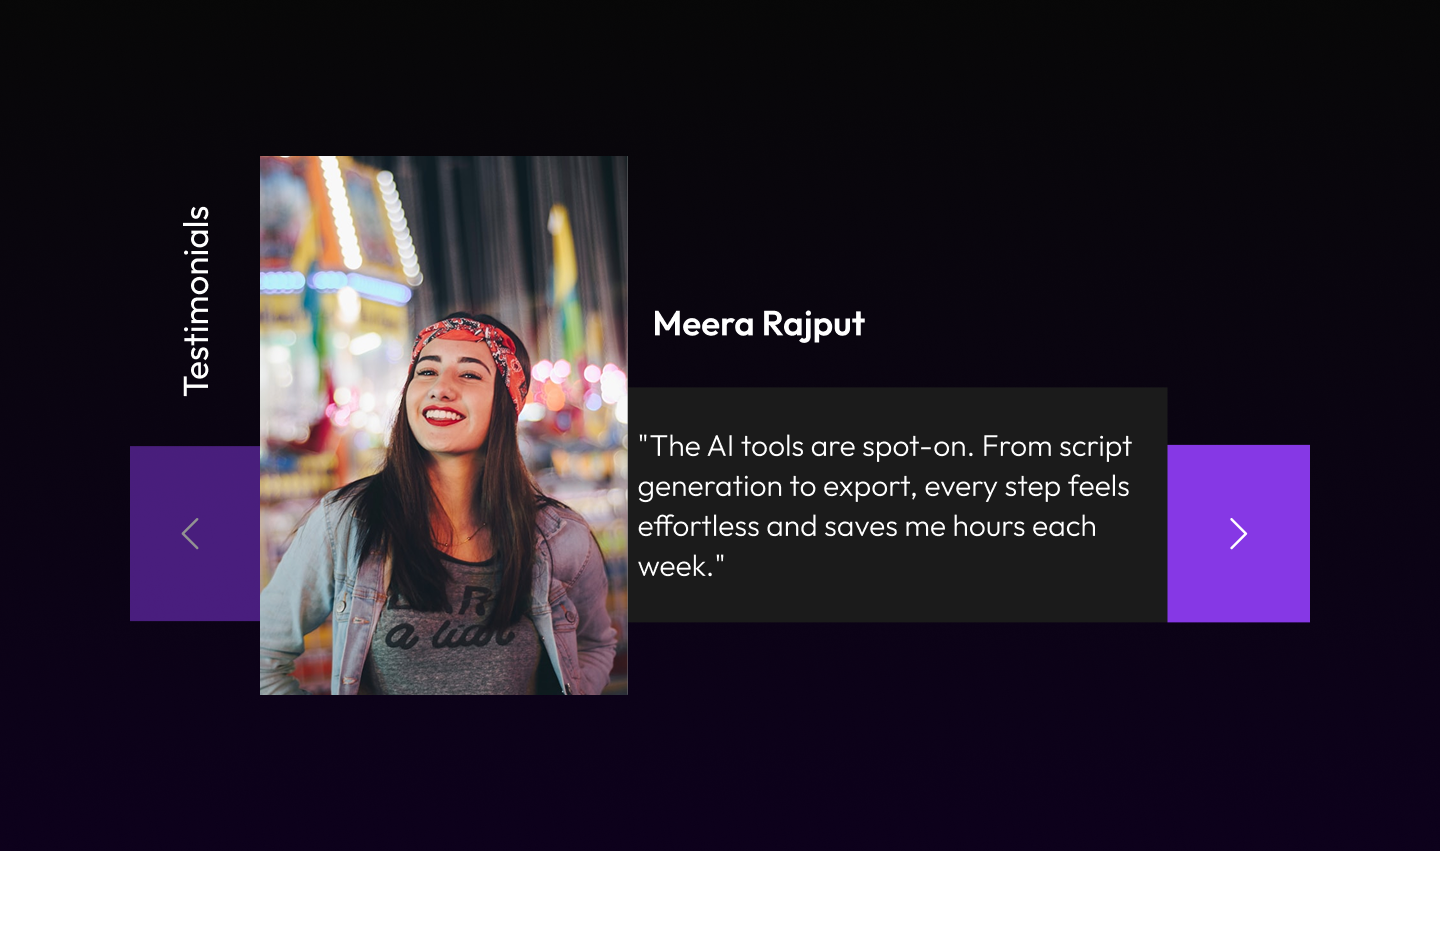 Testimonials
Meera Rajput
"The AI tools are spot-on. From script
generation to export, every step feels
effortless and saves me hours each
week."
a